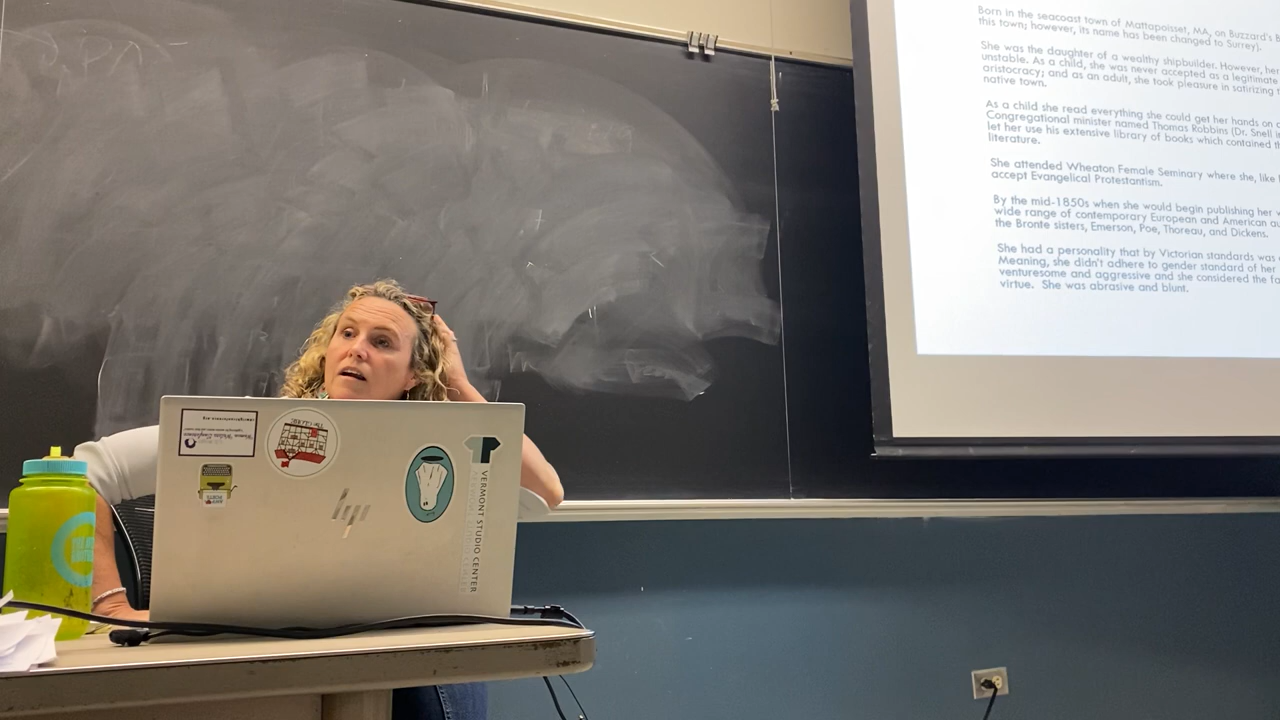 Born in the seacoast town of Mattapoisset, MA, on Buzzard's B
this town; however, its name has been changed to Surrey).
She was the daughter of a wealthy shipbuilder. However, her
unstable. As a child, she was never accepted as a legitimate
aristocracy; and as an adult, she took pleasure in satirizing
native town.
As a child she read everything she could get her hands on
Congregational minister named Thomas Robbins (Dr. Snell
let her use his extensive library of books which contained
literature.
She attended Wheaton Female Seminary where she, like
accept Evangelical Protestantism.
By the mid-1850s when she would begin publishing her
wide range of contemporary European and American
the Bronte sisters, Emerson, Poe, Thoreau, and Dickens.
She had a personality that by Victorian standards was
Meaning, she didn't adhere to gender standard of her
venturesome and aggressive and she considered the
virtue. She was abrasive and blunt.
hp
VERMONT STUDIO CENTER